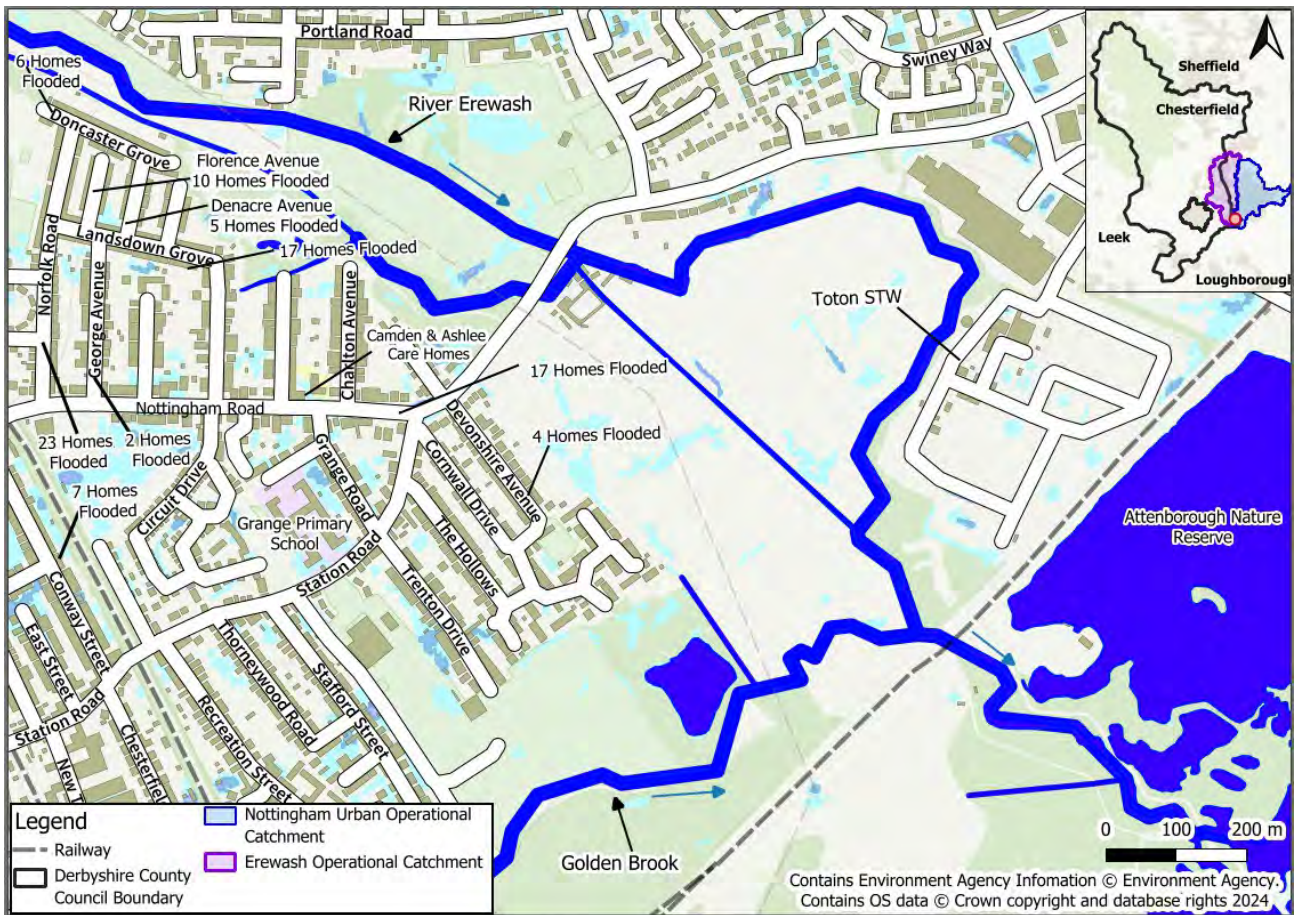 Portland Road
Swiney Way
6 Homes
Flooded
River Erewash
Doncaster Grove
Florence Avenue
10 Homes Flooded
Denacre Avenue
5 Homes Flooded
Landsdown Grove
17 Homes Flooded
Norfolk Road
George Avenue
Charlton Avenue
Camden & Ashlee
Care Homes
Toton STW
17 Homes Flooded
Nottingham Road
Devonshire Avenue
4 Homes Flooded
23 Homes
Flooded
2 Homes
Flooded
7 Homes
Flooded
Circuit Drive
Grange Road
Cornwall Drive
The Hollows
Grange Primary
School
Station Road
Trenton Drive
Attenborough Nature
Reserve
Conway Street
East Street
Station Road
Thorneywood Road
Stafford Street
Recreation Street
Chesterfiel
New T
Golden Brook
Sheffield
Chesterfield
Leek
Loughborough
Legend
Railway
Derbyshire County
Council Boundary
Nottingham Urban Operational
Catchment
Erewash Operational Catchment
0 100 200 m
Contains Environment Agency Infomation © Environment Agency.
Contains OS data © Crown copyright and database rights 2024